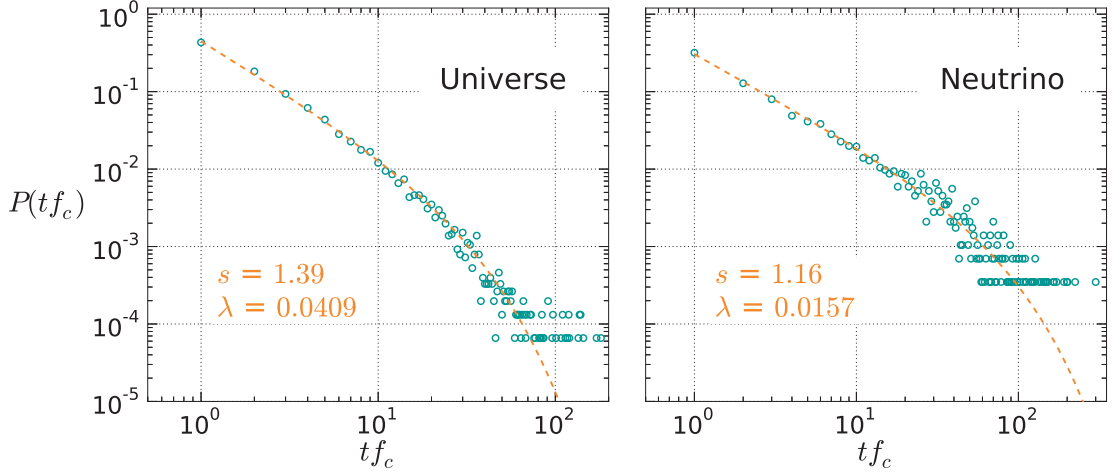 10^0
10^-1
10^-2
10^-3
10^-4
10^-5
P(tf_c)
Universe
s = 1.39
λ = 0.0409
10^0 10^1 10^2
tf_c
Neutrino
s = 1.16
λ = 0.0157
10^0 10^1 10^2
tf_c